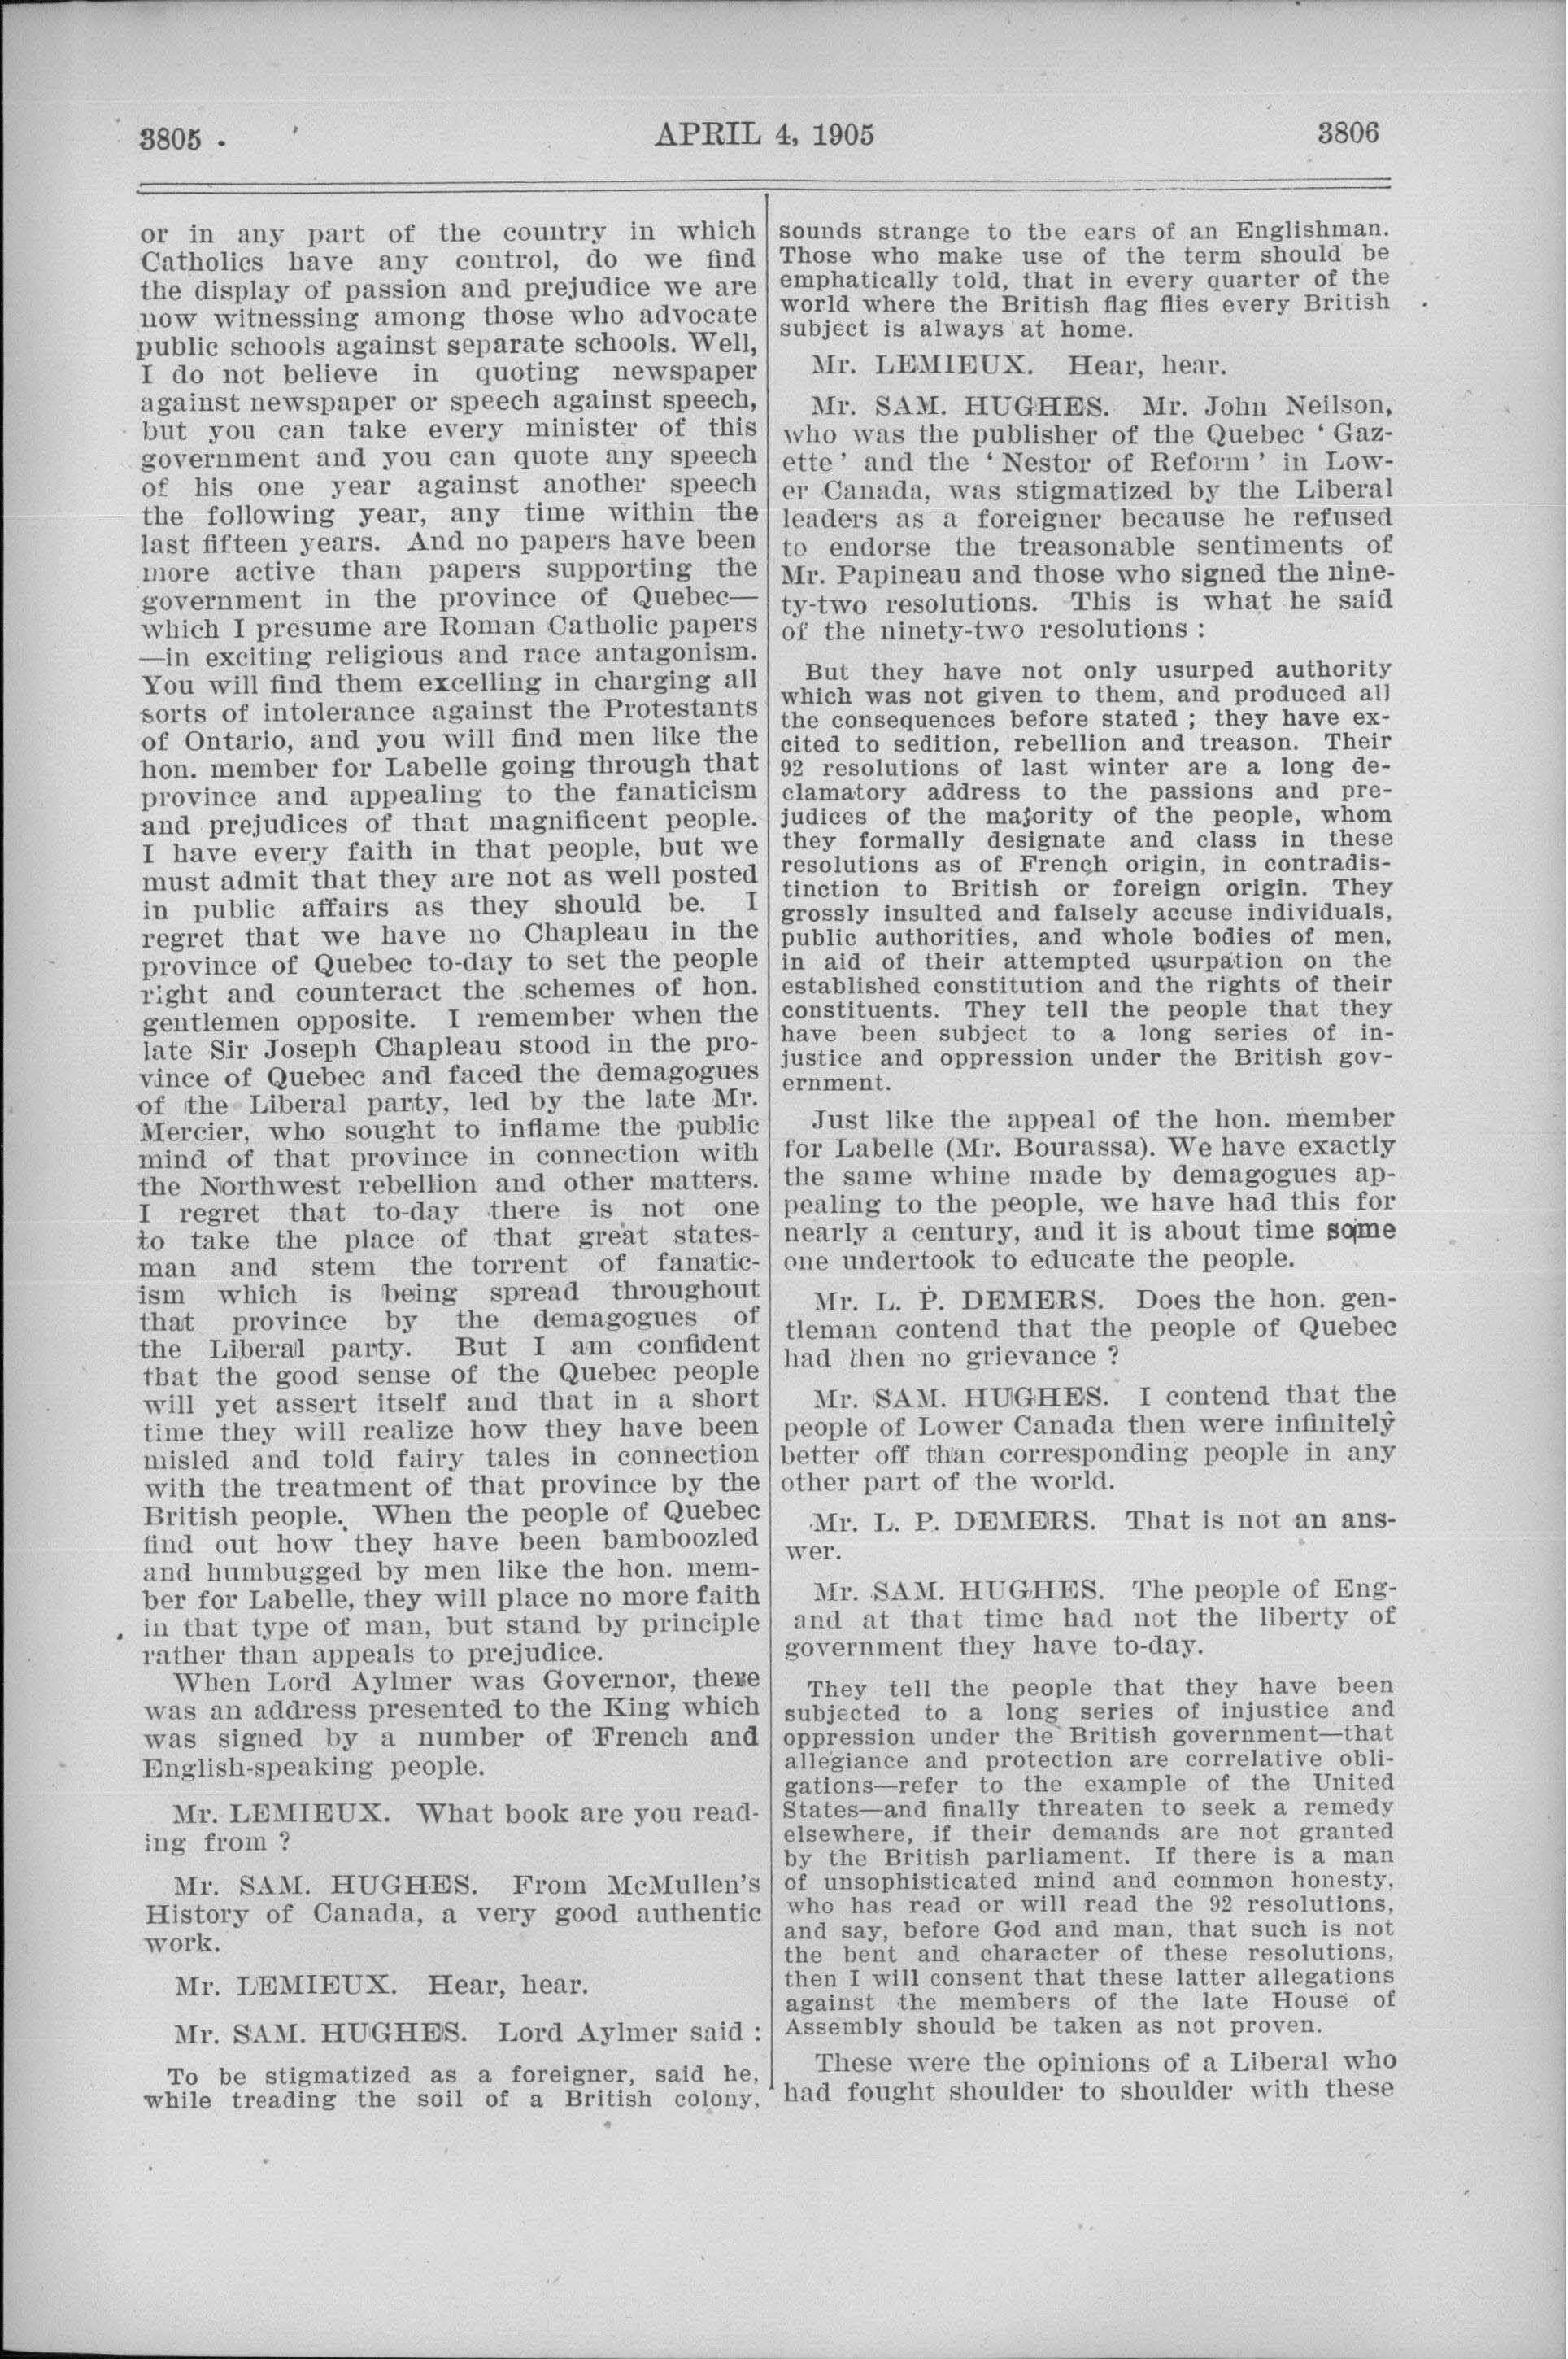 3805 .
APRIL 4, 1905
3806
or in any part of the country in which
Catholics have any control, do we find
the display of passion and prejudice we are
now witnessing among those who advocate
public schools against separate schools. Well,
I do not believe in quoting newspaper
against newspaper or speech against speech,
but you can take every minister of this
government and you can quote any speech
of his one year against another speech
the following year, any time within the
last fifteen years. And no papers have been
more active than papers supporting the
government in the province of Quebec—
which I presume are Roman Catholic papers
—in exciting religious and race antagonism.
You will find them excelling in charging all
sorts of intolerance against the Protestants
of Ontario, and you will find men like the
hon. member for Labelle going through that
province and appealing to the fanaticism
and prejudices of that magnificent people.
I have every faith in that people, but we
must admit that they are not as well posted
in public affairs as they should be. I
regret that we have no Chapleau in the
province of Quebec to-day to set the people
right and counteract the schemes of hon.
gentlemen opposite. I remember when the
late Sir Joseph Chapleau stood in the pro-
vince of Quebec and faced the demagogues
of the Liberal party, led by the late Mr.
Mercier, who sought to inflame the public
mind of that province in connection with
the Northwest rebellion and other matters.
I regret that to-day there is not one
to take the place of that great states-
man and stem the torrent of fanatic-
ism which is being spread throughout
that province by the demagogues of
the Liberal party. But I am confident
that the good sense of the Quebec people
will yet assert itself and that in a short
time they will realize how they have been
misled and told fairy tales in connection
with the treatment of that province by the
British people. When the people of Quebec
find out how they have been bamboozled
and humbugged by men like the hon. mem-
ber for Labelle, they will place no more faith
in that type of man, but stand by principle
rather than appeals to prejudice.
When Lord Aylmer was Governor, there
was an address presented to the King which
was signed by a number of French and
English-speaking people.
Mr. LEMIEUX. What book are you read-
ing from ?
Mr. SAM. HUGHES. From McMullen's
History of Canada, a very good authentic
work.
Mr. LEMIEUX. Hear, hear.
Mr. SAM. HUGHES. Lord Aylmer said :
To be stigmatized as a foreigner, said he,
while treading the soil of a British colony,
sounds strange to the ears of an Englishman.
Those who make use of the term should be
emphatically told, that in every quarter of the
world where the British flag flies every British
subject is always at home.
Mr. LEMIEUX. Hear, hear.
Mr. SAM. HUGHES. Mr. John Neilson,
who was the publisher of the Quebec ' Gaz-
ette ' and the ' Nestor of Reform ' in Low-
er Canada, was stigmatized by the Liberal
leaders as a foreigner because he refused
to endorse the treasonable sentiments of
Mr. Papineau and those who signed the nine-
ty-two resolutions. This is what he said
of the ninety-two resolutions :
But they have not only usurped authority
which was not given to them, and produced all
the consequences before stated ; they have ex-
cited to sedition, rebellion and treason. Their
92 resolutions of last winter are a long de-
clamatory address to the passions and pre-
judices of the majority of the people, whom
they formally designate and class in these
resolutions as of French origin, in contradis-
tinction to British or foreign origin. They
grossly insulted and falsely accuse individuals,
public authorities, and whole bodies of men,
in aid of their attempted usurpation on the
established constitution and the rights of their
constituents. They tell the people that they
have been subject to a long series of in-
justice and oppression under the British gov-
ernment.
Just like the appeal of the hon. member
for Labelle (Mr. Bourassa). We have exactly
the same whine made by demagogues ap-
pealing to the people, we have had this for
nearly a century, and it is about time some
one undertook to educate the people.
Mr. L. P. DEMERS. Does the hon. gen-
tleman contend that the people of Quebec
had then no grievance ?
Mr. SAM. HUGHES. I contend that the
people of Lower Canada then were infinitely
better off than corresponding people in any
other part of the world.
Mr. L. P. DEMERS. That is not an ans-
wer.
Mr. SAM. HUGHES. The people of Eng-
and at that time had not the liberty of
government they have to-day.
They tell the people that they have been
subjected to a long series of injustice and
oppression under the British government—that
allegiance and protection are correlative obli-
gations—refer to the example of the United
States—and finally threaten to seek a remedy
elsewhere, if their demands are not granted
by the British parliament. If there is a man
of unsophisticated mind and common honesty,
who has read or will read the 92 resolutions,
and say, before God and man, that such is not
the bent and character of these resolutions,
then I will consent that these latter allegations
against the members of the late House of
Assembly should be taken as not proven.
These were the opinions of a Liberal who
had fought shoulder to shoulder with these